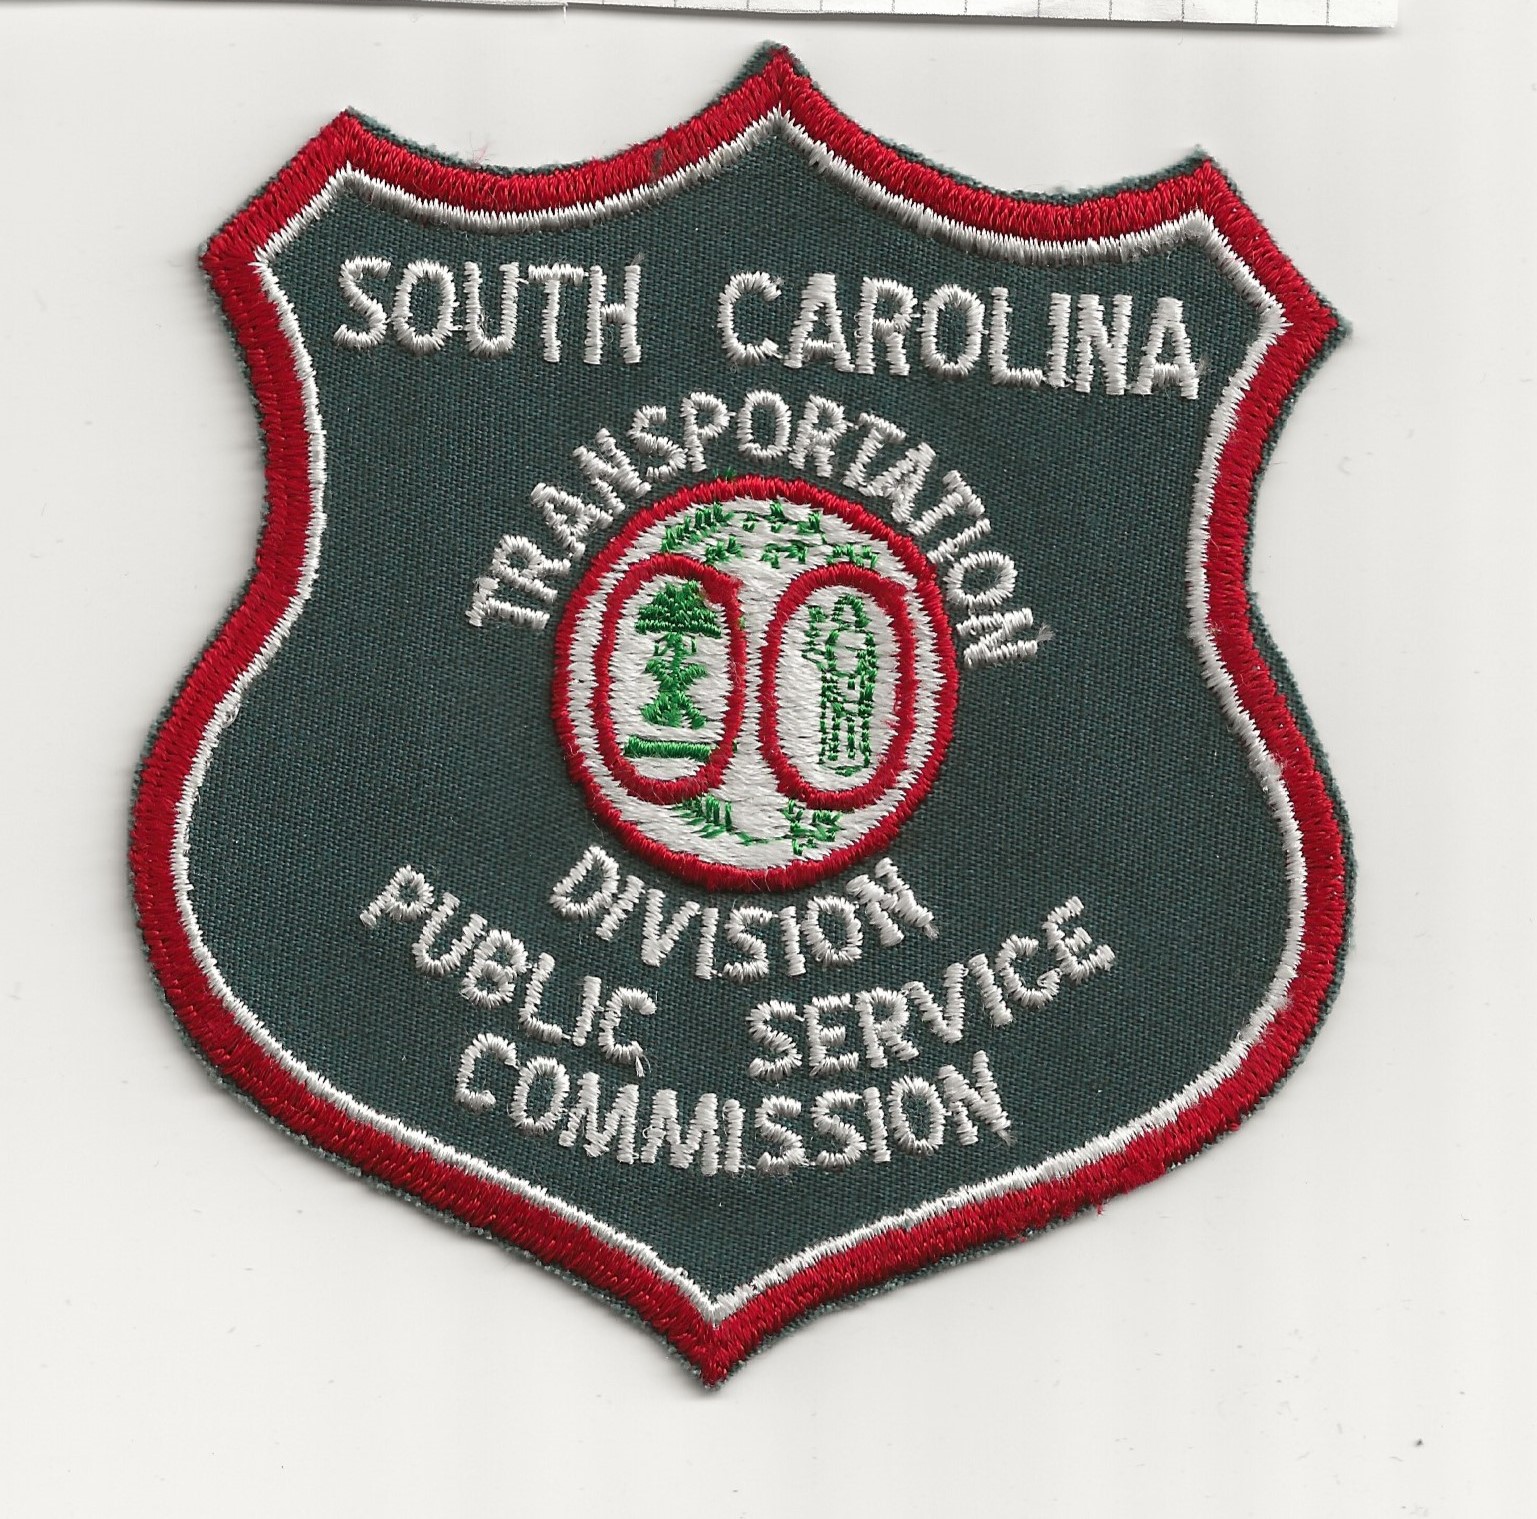 SOUTH CAROLINA
TRANSPORTATION
DIVISION
PUBLIC SERVICE
COMMISSION